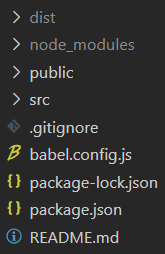 dist
node_modules
public
src
.gitignore
babel.config.js
package-lock.json
package.json
README.md